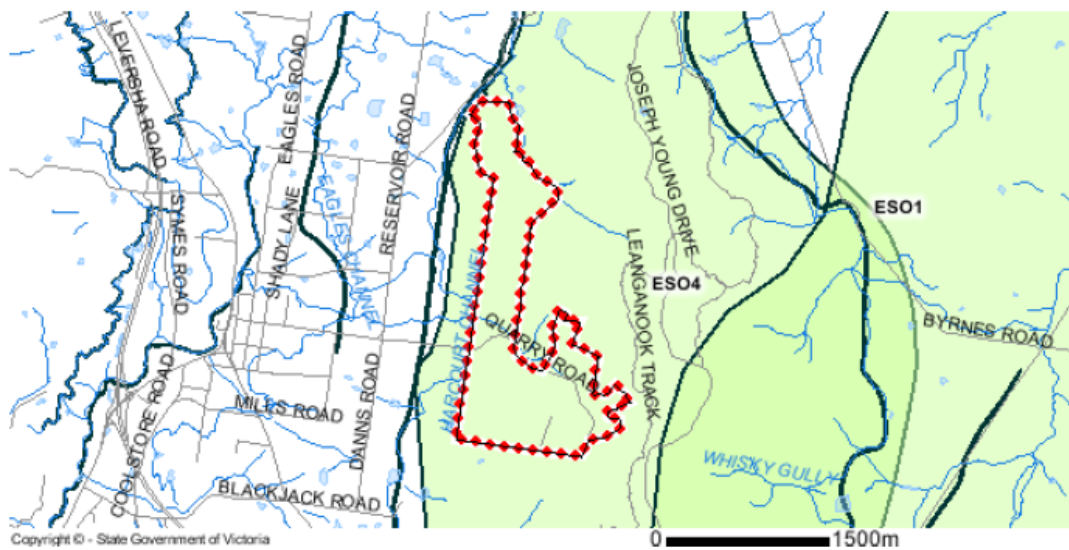 LEVERSHA ROAD
SYMES ROAD
COOLSTORE ROAD
SHADY LANE
EAGLES ROAD
EAGLES CHANNEL
RESERVOIR ROAD
DANNS ROAD
MILLS ROAD
BLACKJACK ROAD
HARCOURT CHANNEL
QUARRY ROAD
JOSEPH YOUNG DRIVE
LEANGANOOK TRACK
ESO4
ESO1
BYRNES ROAD
WHISKY GULLY
Copyright © - State Government of Victoria
0 1500m